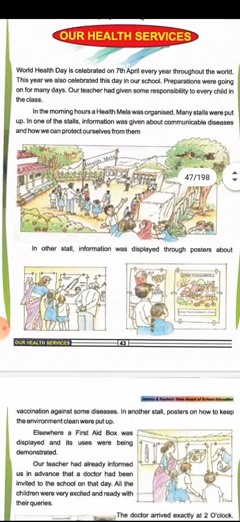 OUR HEALTH SERVICES
World Health Day is celebrated on 7th April every year throughout the world.
This year we also celebrated this day in our school. Preparations were going
on for many days. Our teacher had given some responsibility to every child in
the class.
In the morning hours a Health Mela was organised. Many stalls were put
up. In one of the stalls, information was given about communicable diseases
and how we can protect ourselves from them
Health Mela
47/198
In other stall, information was displayed through posters about
OUR HEALTH SERVICES
43
Jammu & Kashmir State Board of School Education
vaccination against some diseases. In another stall, posters on how to keep
the environment clean were put up.
Elsewhere a First Aid Box was
displayed and its uses were being
demonstrated.
Our teacher had already informed
us in advance that a doctor had been
invited to the school on that day. All the
children were very excited and ready with
their queries.
The doctor arrived exactly at 2 O'clock.